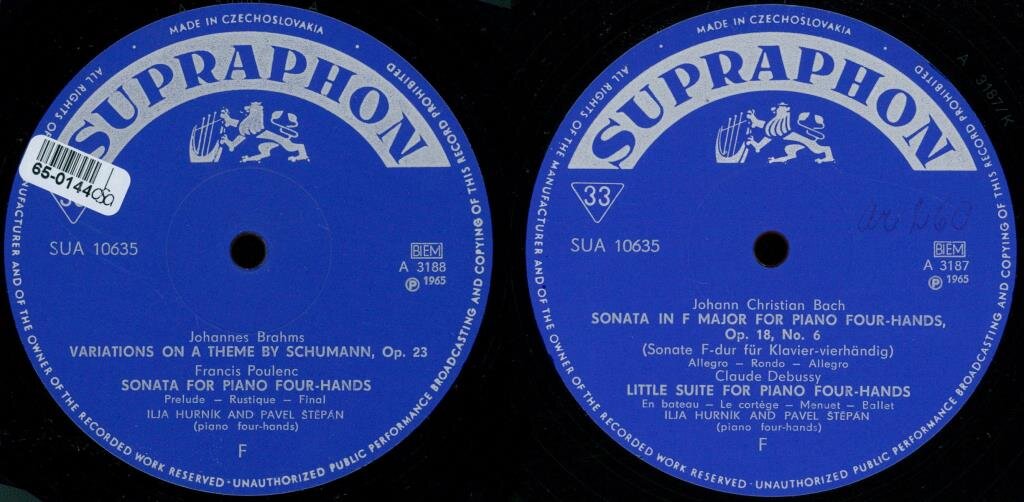 MADE IN CZECHOSLOVAKIA
SUPRAPHON
65-0144
SUA 10635
BIEM
A 3188
Ⓟ 1965
Johannes Brahms
VARIATIONS ON A THEME BY SCHUMANN, Op. 23
Francis Poulenc
SONATA FOR PIANO FOUR-HANDS
Prelude – Rustique – Final
ILJA HURNÍK AND PAVEL ŠTĚPÁN
(piano four-hands)
F
AND OF THE OWNER OF THE RECORDED WORK RESERVED · UNAUTHORIZED PUBLIC PERFORMANCE BROADCASTING AND COPYING OF THIS RECORD PROHIBITED
MADE IN CZECHOSLOVAKIA
SUPRAPHON
33
SUA 10635
BIEM
A 3187
Ⓟ 1965
Johann Christian Bach
SONATA IN F MAJOR FOR PIANO FOUR-HANDS,
Op. 18, No. 6
(Sonate F-dur für Klavier-vierhändig)
Allegro – Rondo – Allegro
Claude Debussy
LITTLE SUITE FOR PIANO FOUR-HANDS
En bateau – Le cortège – Menuet – Ballet
ILJA HURNÍK AND PAVEL ŠTĚPÁN
(piano four-hands)
F
ALL RIGHTS OF THE MANUFACTURER AND OF THE OWNER OF THE RECORDED WORK RESERVED · UNAUTHORIZED PUBLIC PERFORMANCE BROADCASTING AND COPYING OF THIS RECORD PROHIBITED
A 3187/K